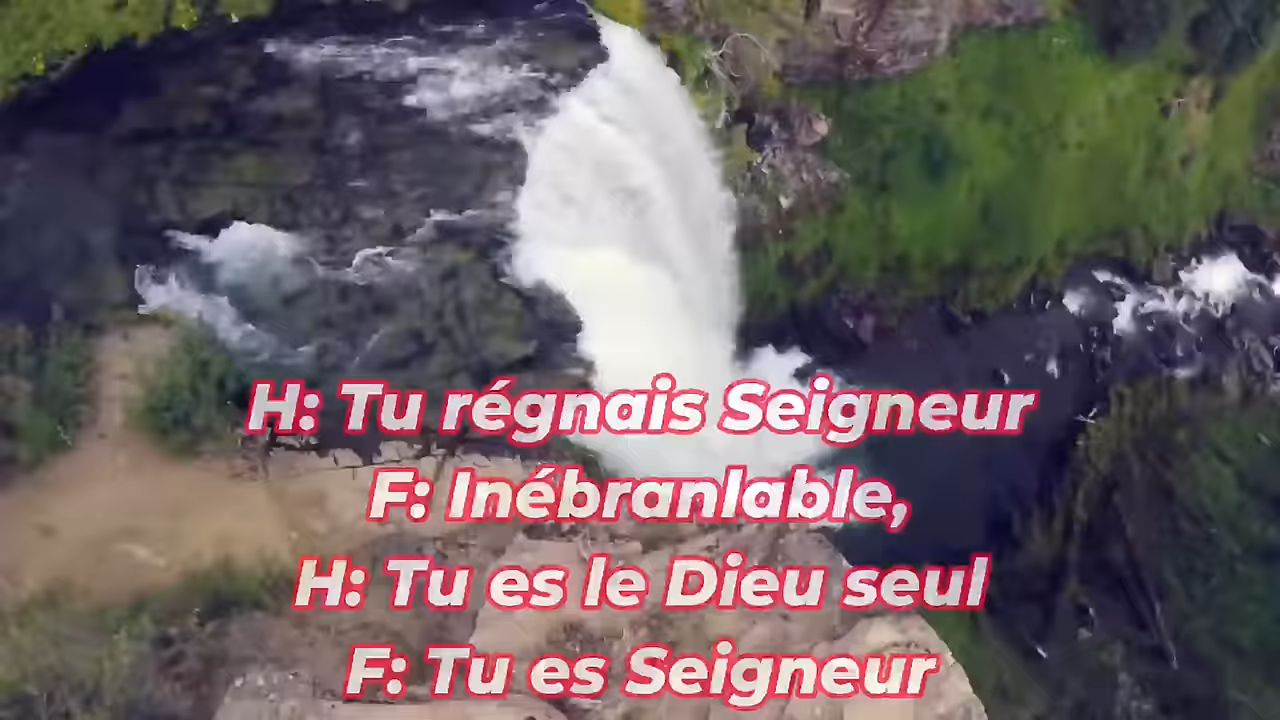 H: Tu régnais Seigneur
F: Inébranlable,
H: Tu es le Dieu seul
F: Tu es Seigneur